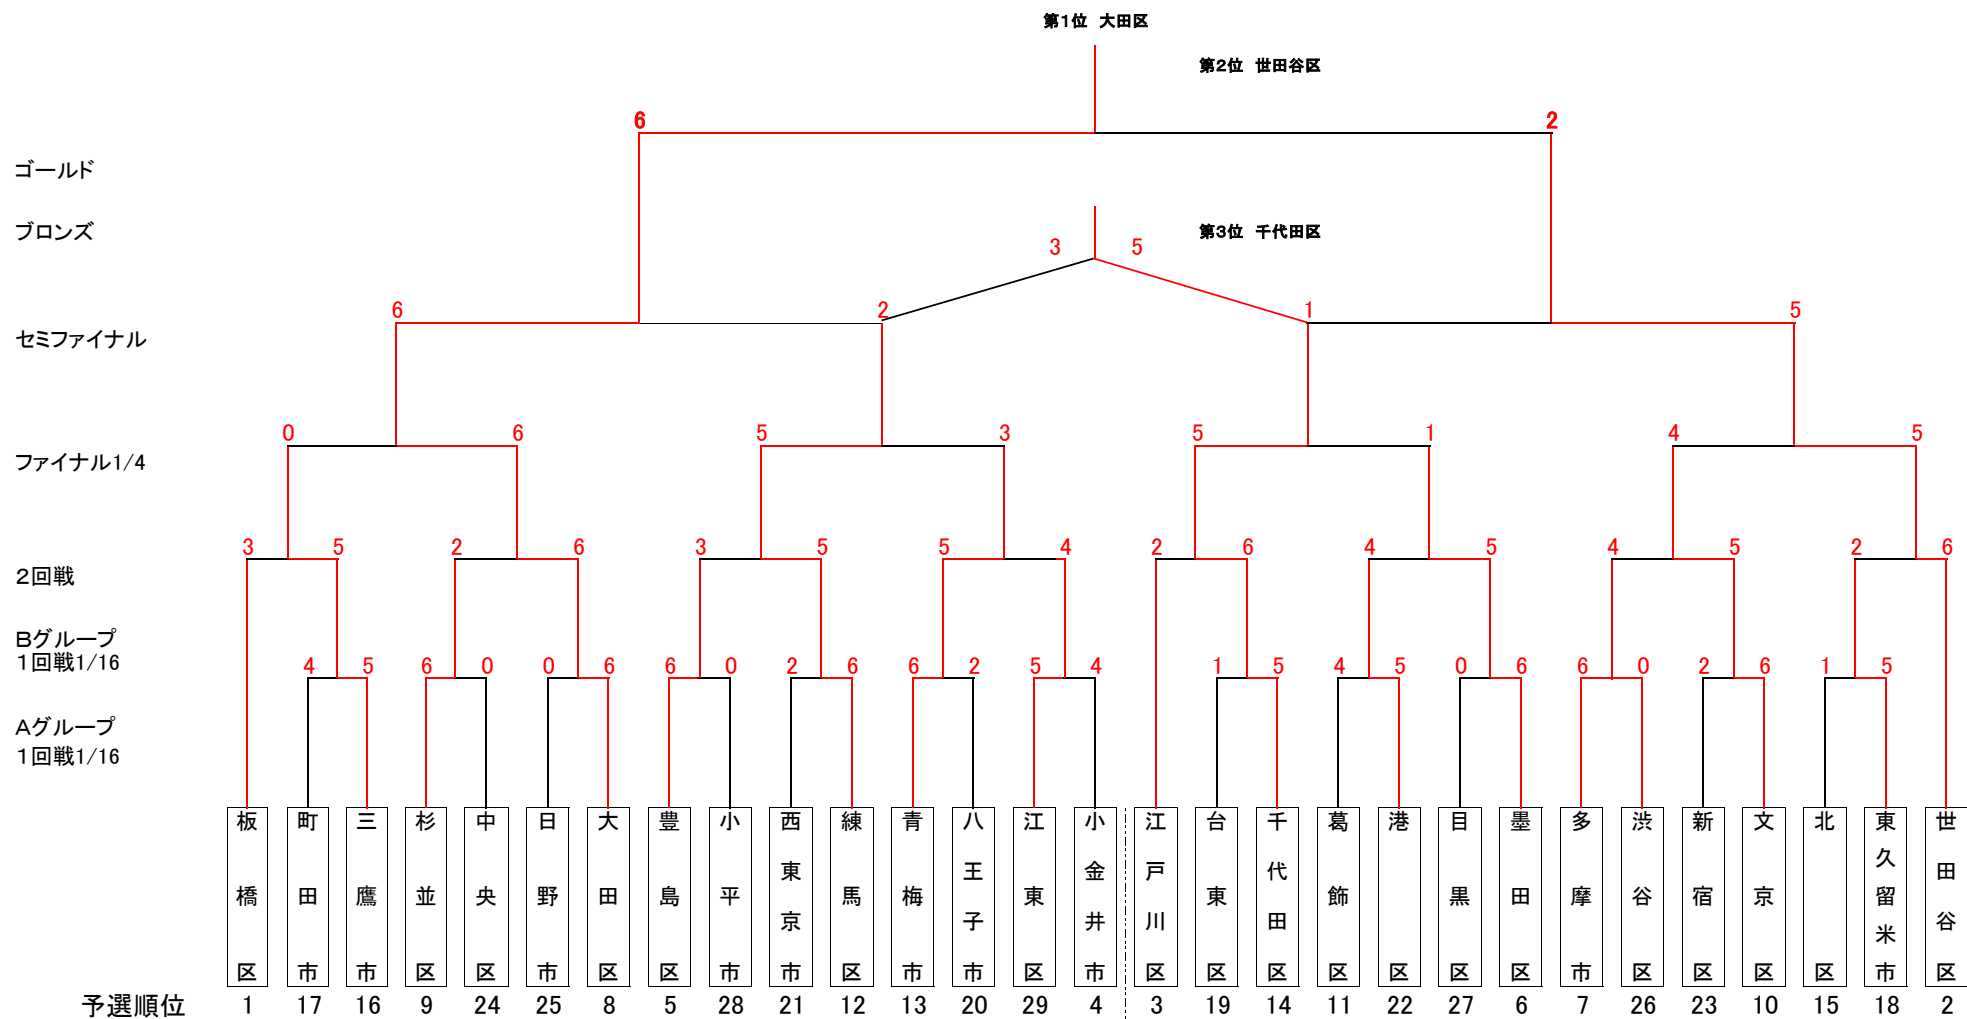 第1位 大田区
第2位 世田谷区
6 2
ゴールド
ブロンズ
第3位 千代田区
3 5
6 2 1 5
セミファイナル
0 6 5 3 5 1 4 5
ファイナル1/4
3 5 2 6 3 5 5 4 2 6 4 5 4 5 2 6
2回戦
Bグループ
1回戦1/16
4 5 6 0 0 6 6 0 2 6 6 2 5 4 1 5 4 5 0 6 6 0 2 6 1 5
Aグループ
1回戦1/16
板橋区
町田市
三鷹市
杉並区
中央区
日野市
大田区
豊島区
小平市
西東京市
練馬区
青梅市
八王子市
江東区
小金井市
江戸川区
台東区
千代田区
葛飾区
港区
目黒区
墨田区
多摩市
渋谷区
新宿区
文京区
北区
東久留米市
世田谷区
予選順位 1 17 16 9 24 25 8 5 28 21 12 13 20 29 4 3 19 14 11 22 27 6 7 26 23 10 15 18 2